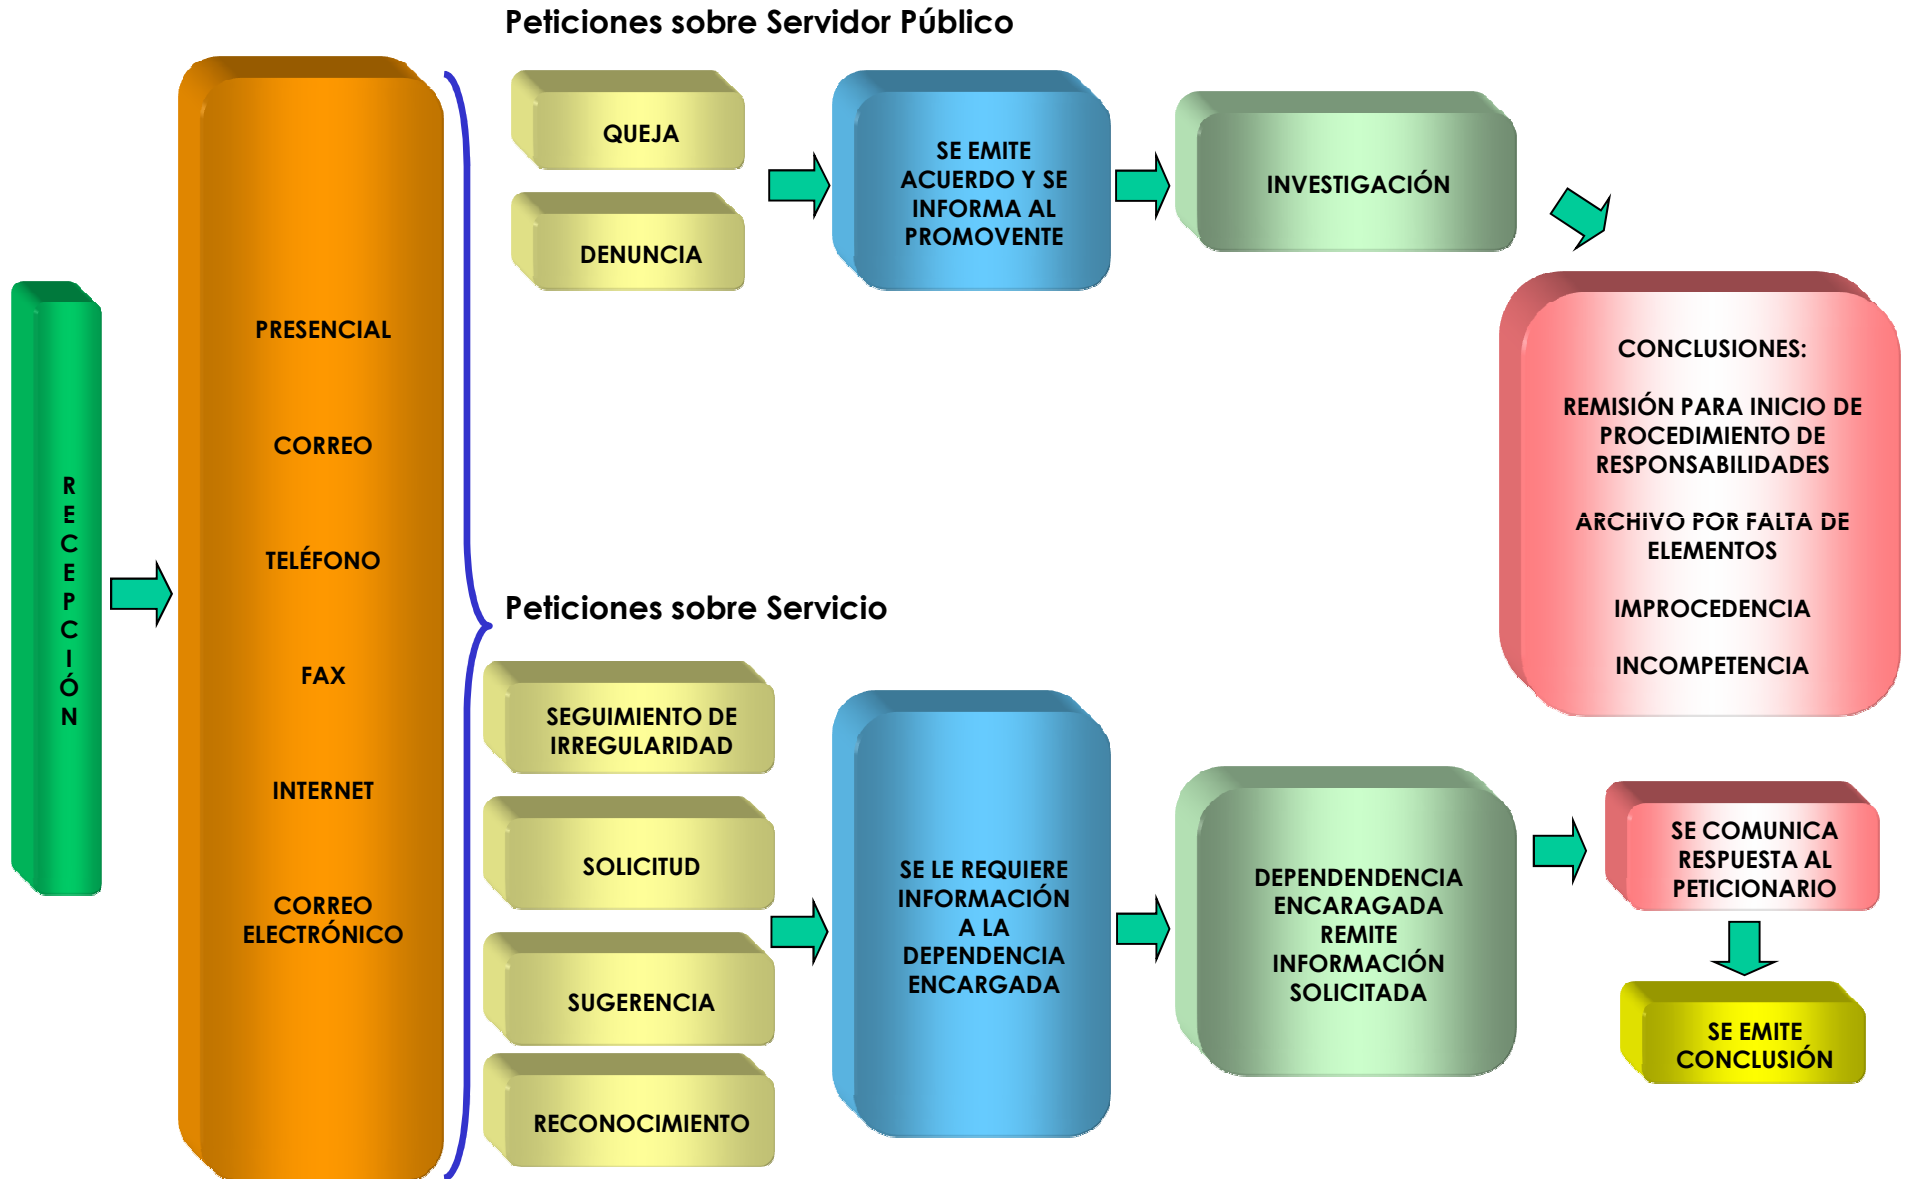 Peticiones sobre Servidor Público
RECEPCIÓN
PRESENCIAL
CORREO
TELÉFONO
FAX
INTERNET
CORREO
ELECTRÓNICO
QUEJA
DENUNCIA
SE EMITE
ACUERDO Y SE
INFORMA AL
PROMOVENTE
INVESTIGACIÓN
CONCLUSIONES:
REMISIÓN PARA INICIO DE
PROCEDIMIENTO DE
RESPONSABILIDADES
ARCHIVO POR FALTA DE
ELEMENTOS
IMPROCEDENCIA
INCOMPETENCIA
Peticiones sobre Servicio
SEGUIMIENTO DE
IRREGULARIDAD
SOLICITUD
SUGERENCIA
RECONOCIMIENTO
SE LE REQUIERE
INFORMACIÓN
A LA
DEPENDENCIA
ENCARGADA
DEPENDENDENCIA
ENCARAGADA
REMITE
INFORMACIÓN
SOLICITADA
SE COMUNICA
RESPUESTA AL
PETICIONARIO
SE EMITE
CONCLUSIÓN